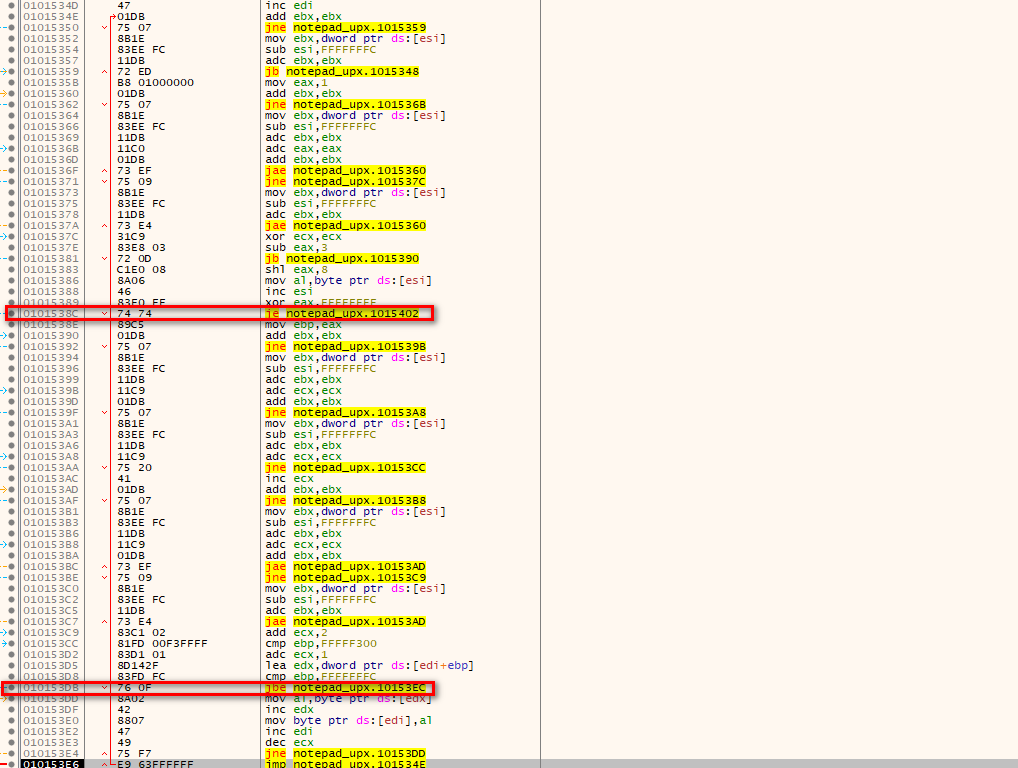 0101534D 47 inc edi
0101534E 01DB add ebx,ebx
01015350 75 07 jne notepad_upx.1015359
01015352 8B1E mov ebx,dword ptr ds:[esi]
01015354 83EE FC sub esi,FFFFFFFC
01015357 11DB adc ebx,ebx
01015359 72 ED jb notepad_upx.1015348
0101535B B8 01000000 mov eax,1
01015360 01DB add ebx,ebx
01015362 75 07 jne notepad_upx.101536B
01015364 8B1E mov ebx,dword ptr ds:[esi]
01015366 83EE FC sub esi,FFFFFFFC
01015369 11DB adc ebx,ebx
0101536B 11C0 adc eax,eax
0101536D 01DB add ebx,ebx
0101536F 73 EF jae notepad_upx.1015360
01015371 75 09 jne notepad_upx.101537C
01015373 8B1E mov ebx,dword ptr ds:[esi]
01015375 83EE FC sub esi,FFFFFFFC
01015378 11DB adc ebx,ebx
0101537A 73 E4 jae notepad_upx.1015360
0101537C 31C9 xor ecx,ecx
0101537E 83E8 03 sub eax,3
01015381 72 0D jb notepad_upx.1015390
01015383 C1E0 08 shl eax,8
01015386 8A06 mov al,byte ptr ds:[esi]
01015388 46 inc esi
01015389 83F0 FF xor eax,FFFFFFFF
0101538C 74 74 je notepad_upx.1015402
0101538E 89C5 mov ebp,eax
01015390 01DB add ebx,ebx
01015392 75 07 jne notepad_upx.101539B
01015394 8B1E mov ebx,dword ptr ds:[esi]
01015396 83EE FC sub esi,FFFFFFFC
01015399 11DB adc ebx,ebx
0101539B 11C9 adc ecx,ecx
0101539D 01DB add ebx,ebx
0101539F 75 07 jne notepad_upx.10153A8
010153A1 8B1E mov ebx,dword ptr ds:[esi]
010153A3 83EE FC sub esi,FFFFFFFC
010153A6 11DB adc ebx,ebx
010153A8 11C9 adc ecx,ecx
010153AA 75 20 jne notepad_upx.10153CC
010153AC 41 inc ecx
010153AD 01DB add ebx,ebx
010153AF 75 07 jne notepad_upx.10153B8
010153B1 8B1E mov ebx,dword ptr ds:[esi]
010153B3 83EE FC sub esi,FFFFFFFC
010153B6 11DB adc ebx,ebx
010153B8 11C9 adc ecx,ecx
010153BA 01DB add ebx,ebx
010153BC 73 EF jae notepad_upx.10153AD
010153BE 75 09 jne notepad_upx.10153C9
010153C0 8B1E mov ebx,dword ptr ds:[esi]
010153C2 83EE FC sub esi,FFFFFFFC
010153C5 11DB adc ebx,ebx
010153C7 73 E4 jae notepad_upx.10153AD
010153C9 83C1 02 add ecx,2
010153CC 81FD 00F3FFFF cmp ebp,FFFFF300
010153D2 83D1 01 adc ecx,1
010153D5 8D142F lea edx,dword ptr ds:[edi+ebp]
010153D8 83FD FC cmp ebp,FFFFFFFC
010153DB 76 0F jbe notepad_upx.10153EC
010153DD 8A02 mov al,byte ptr ds:[edx]
010153DF 42 inc edx
010153E0 8807 mov byte ptr ds:[edi],al
010153E2 47 inc edi
010153E3 49 dec ecx
010153E4 75 F7 jne notepad_upx.10153DD
010153E6 E9 63FFFFFF jmp notepad_upx.101534E